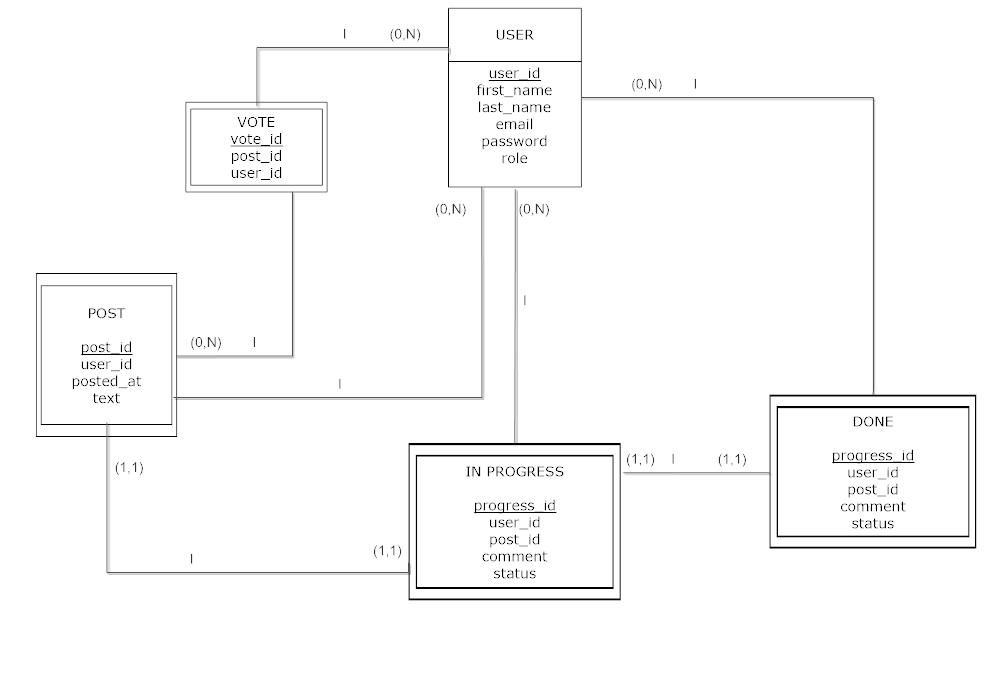 I (0,N)
USER
user_id
first_name
last_name
email
password
role
(0,N) I
VOTE
vote_id
post_id
user_id
(0,N)
(0,N)
I
POST
post_id
user_id
posted_at
text
(0,N) I
I
(1,1)
I
(1,1)
IN PROGRESS
progress_id
user_id
post_id
comment
status
(1,1) I (1,1)
DONE
progress_id
user_id
post_id
comment
status